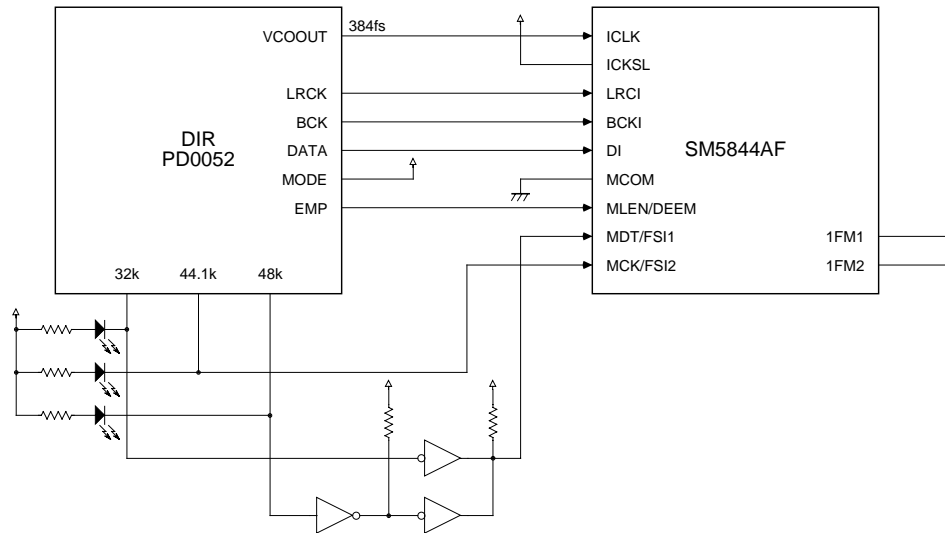 VCOOUT
384fs
LRCK
BCK
DATA
MODE
EMP
DIR
PD0052
32k
44.1k
48k
ICLK
ICKSL
LRCI
BCKI
DI
MCOM
MLEN/DEEM
MDT/FSI1
MCK/FSI2
SM5844AF
1FM1
1FM2